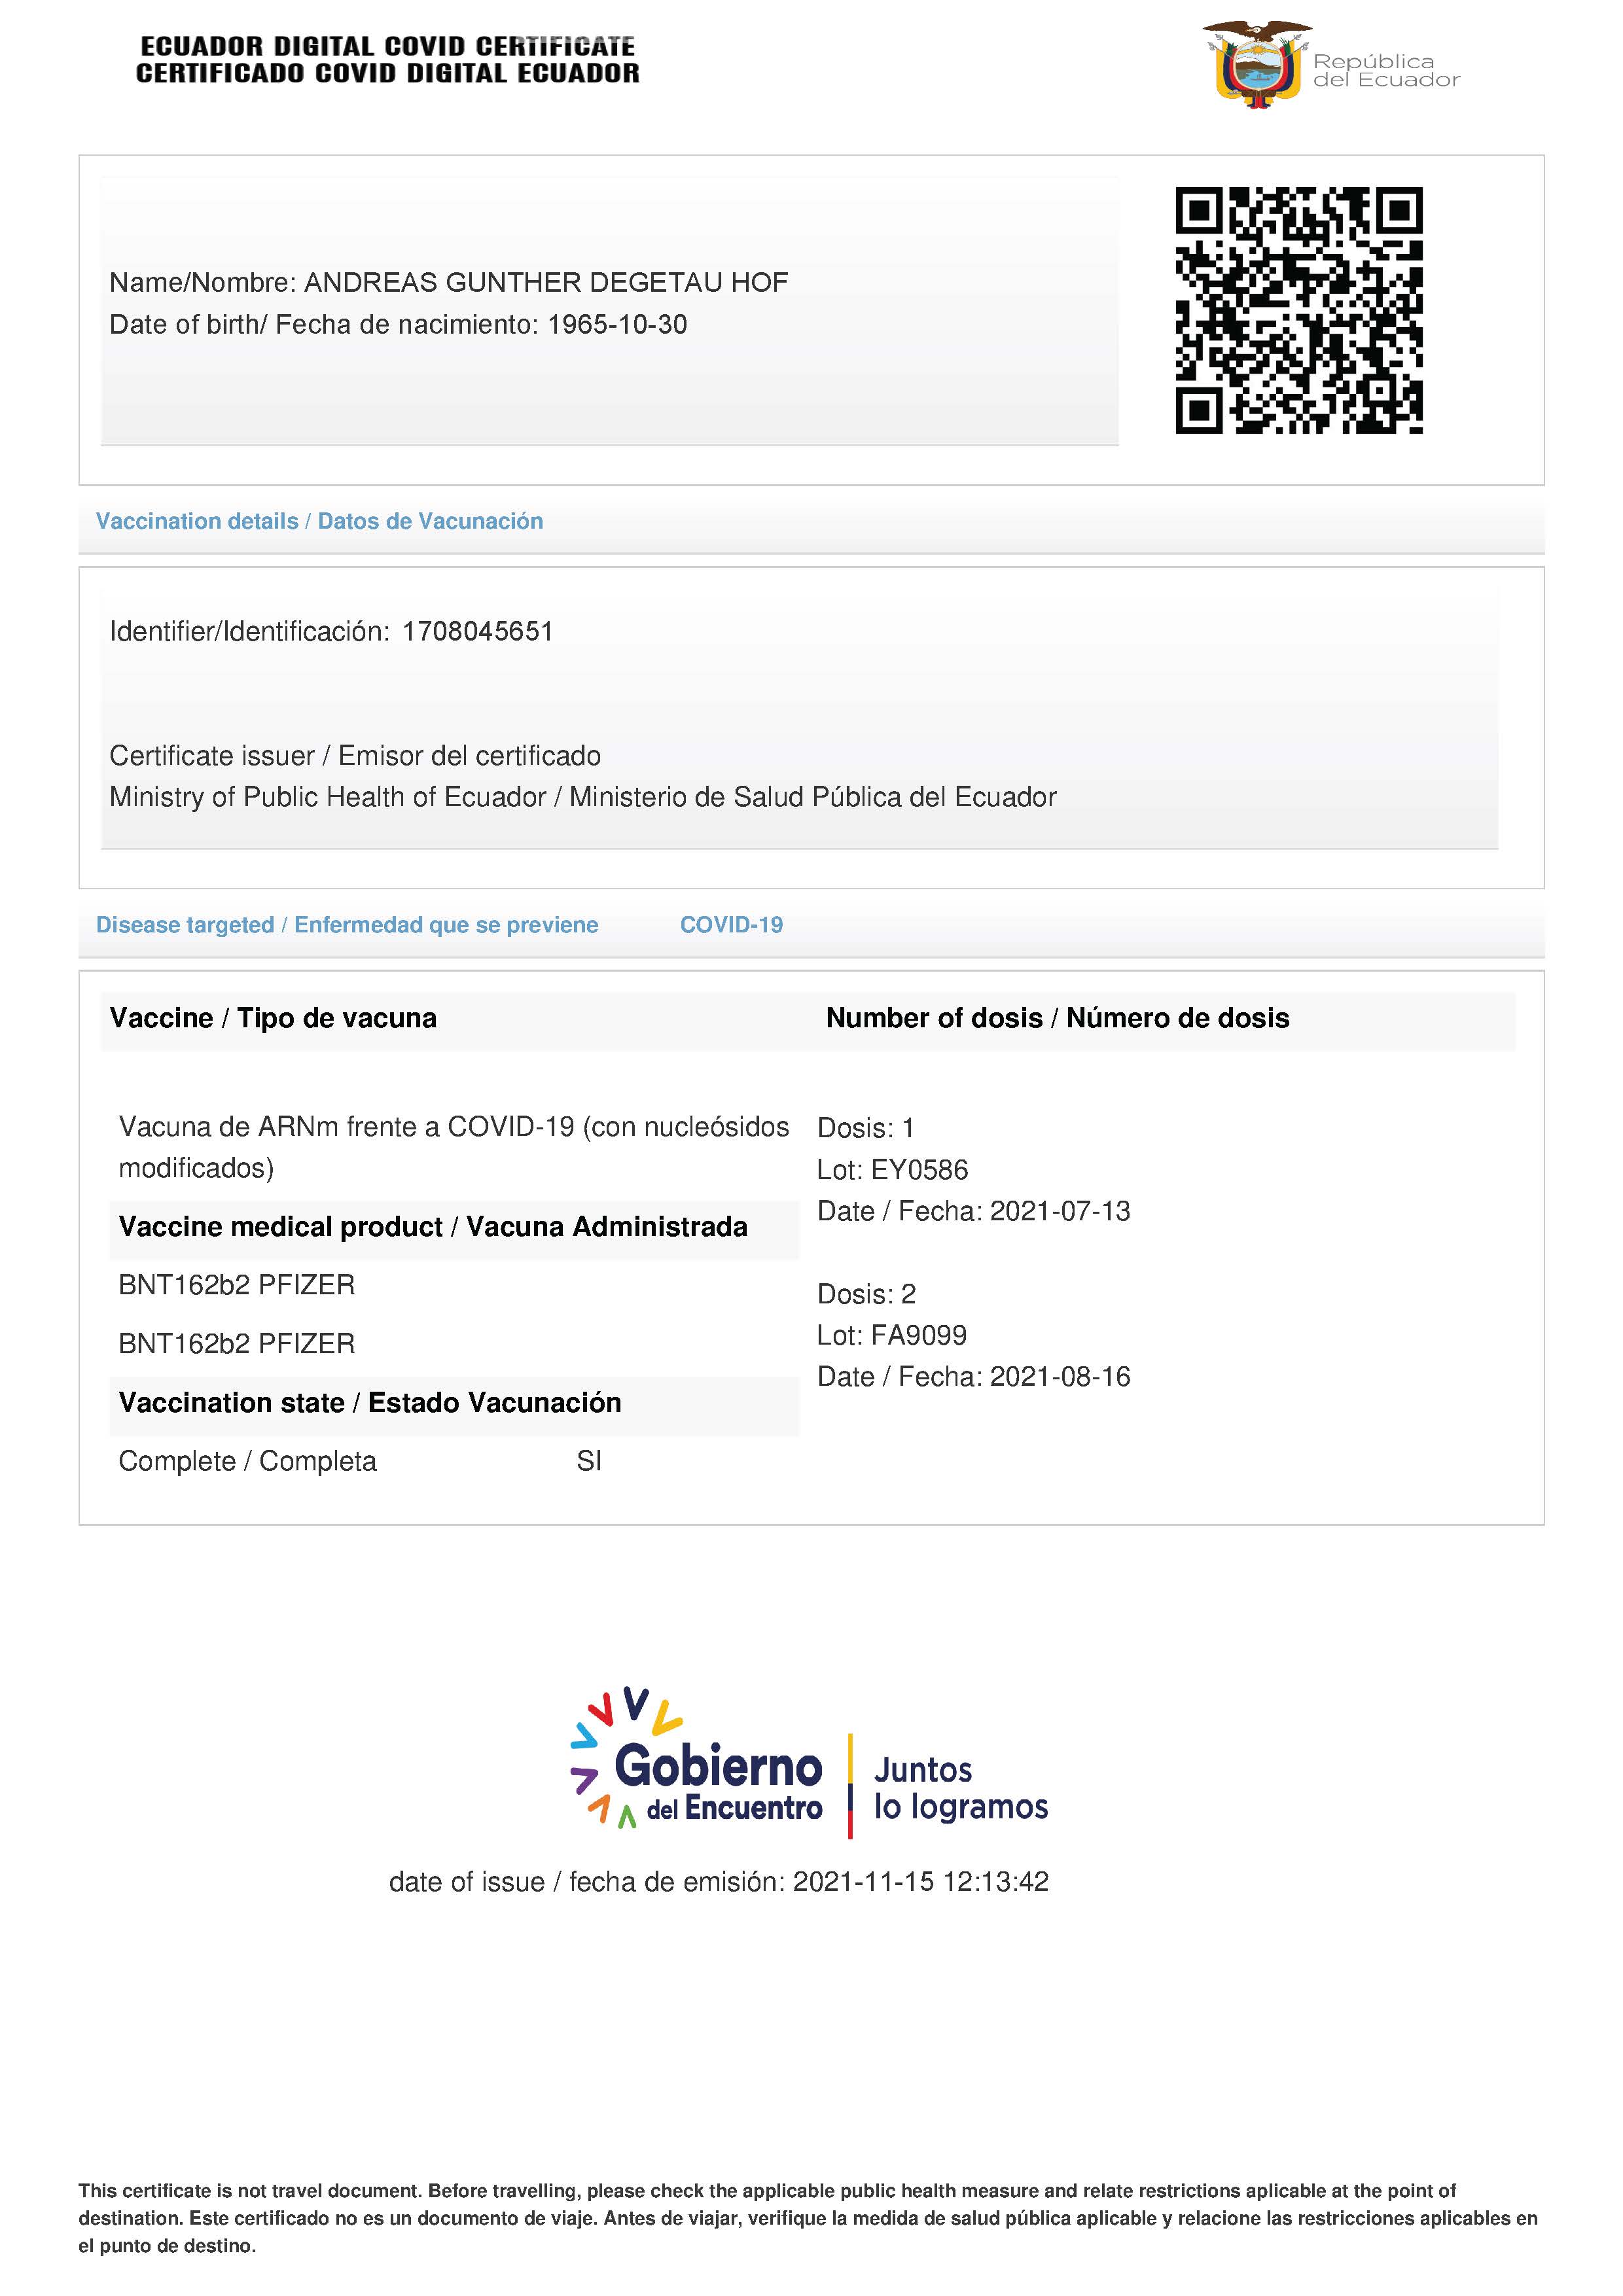 ECUADOR DIGITAL COVID CERTIFICATE
CERTIFICADO COVID DIGITAL ECUADOR
República
del Ecuador
Name/Nombre: ANDREAS GUNTHER DEGETAU HOF
Date of birth/ Fecha de nacimiento: 1965-10-30
Vaccination details / Datos de Vacunación
Identifier/Identificación: 1708045651
Certificate issuer / Emisor del certificado
Ministry of Public Health of Ecuador / Ministerio de Salud Pública del Ecuador
Disease targeted / Enfermedad que se previene COVID-19
Vaccine / Tipo de vacuna
Vacuna de ARNm frente a COVID-19 (con nucleósidos
modificados)
Vaccine medical product / Vacuna Administrada
BNT162b2 PFIZER
BNT162b2 PFIZER
Vaccination state / Estado Vacunación
Complete / Completa SI
Number of dosis / Número de dosis
Dosis: 1
Lot: EY0586
Date / Fecha: 2021-07-13
Dosis: 2
Lot: FA9099
Date / Fecha: 2021-08-16
Gobierno
del Encuentro
Juntos
lo logramos
date of issue / fecha de emisión: 2021-11-15 12:13:42
This certificate is not travel document. Before travelling, please check the applicable public health measure and relate restrictions aplicable at the point of
destination. Este certificado no es un documento de viaje. Antes de viajar, verifique la medida de salud pública aplicable y relacione las restricciones aplicables en
el punto de destino.